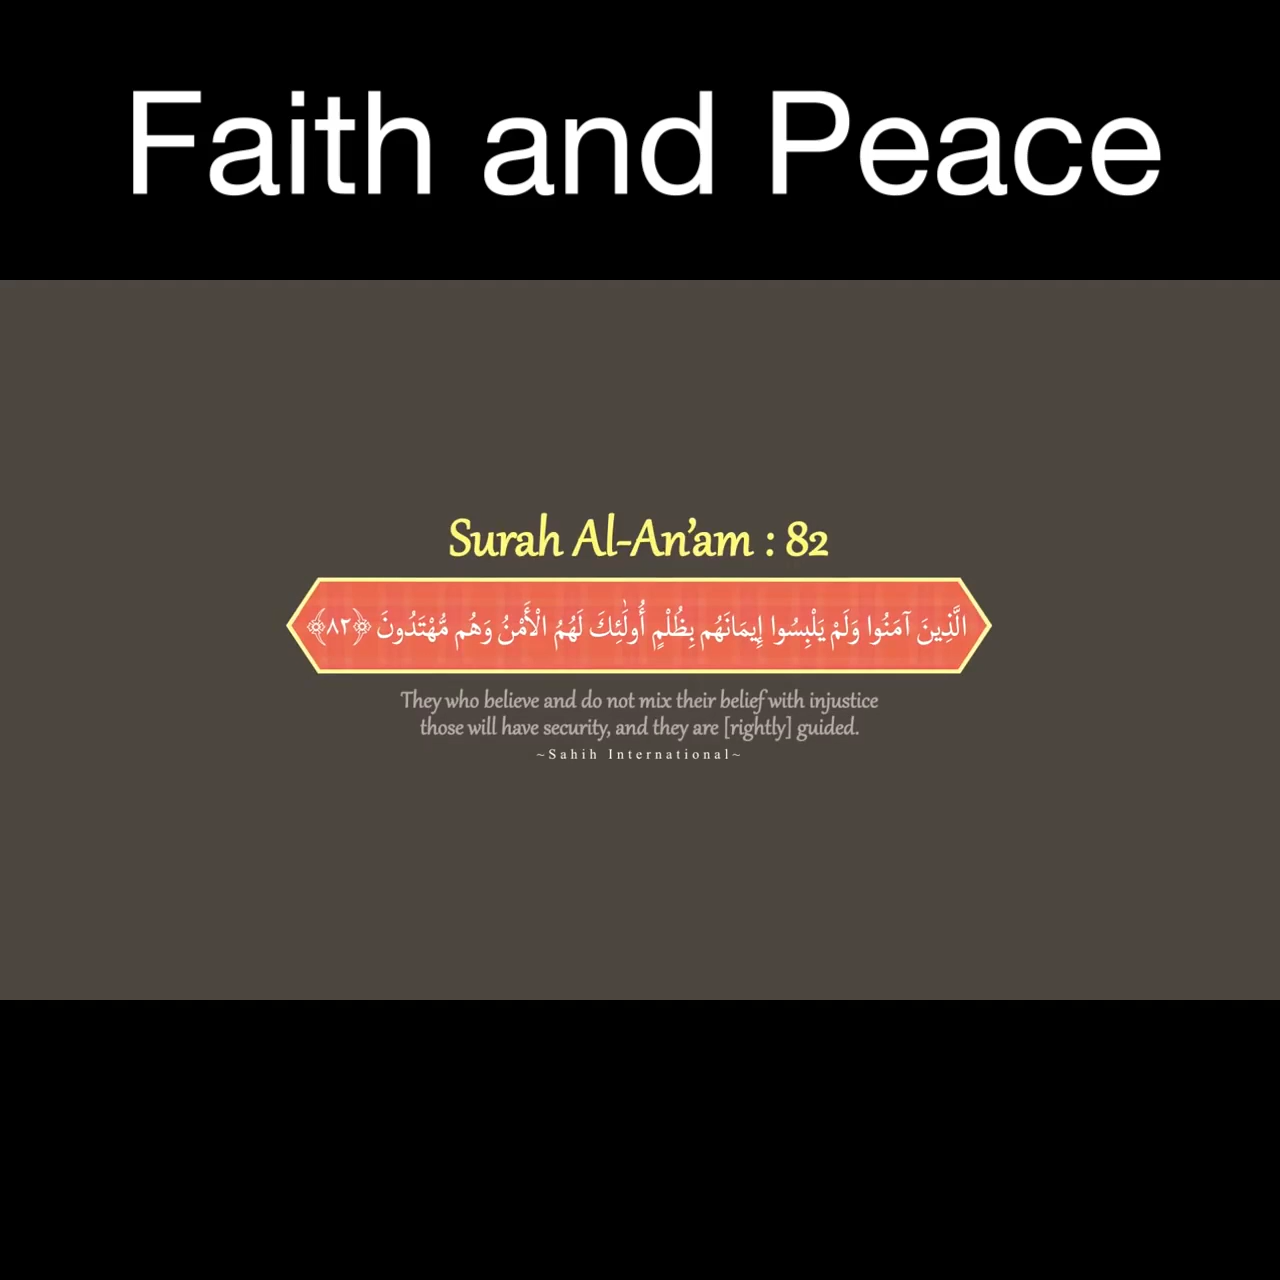 Faith and Peace
Surah Al-An’am : 82
الَّذِينَ آمَنُوا وَلَمْ يَلْبِسُوا إِيمَانَهُم بِظُلْمٍ أُولَٰئِكَ لَهُمُ الْأَمْنُ وَهُم مُّهْتَدُونَ ﴿٨٢﴾
They who believe and do not mix their belief with injustice
those will have security, and they are [rightly] guided.
~Sahih International~